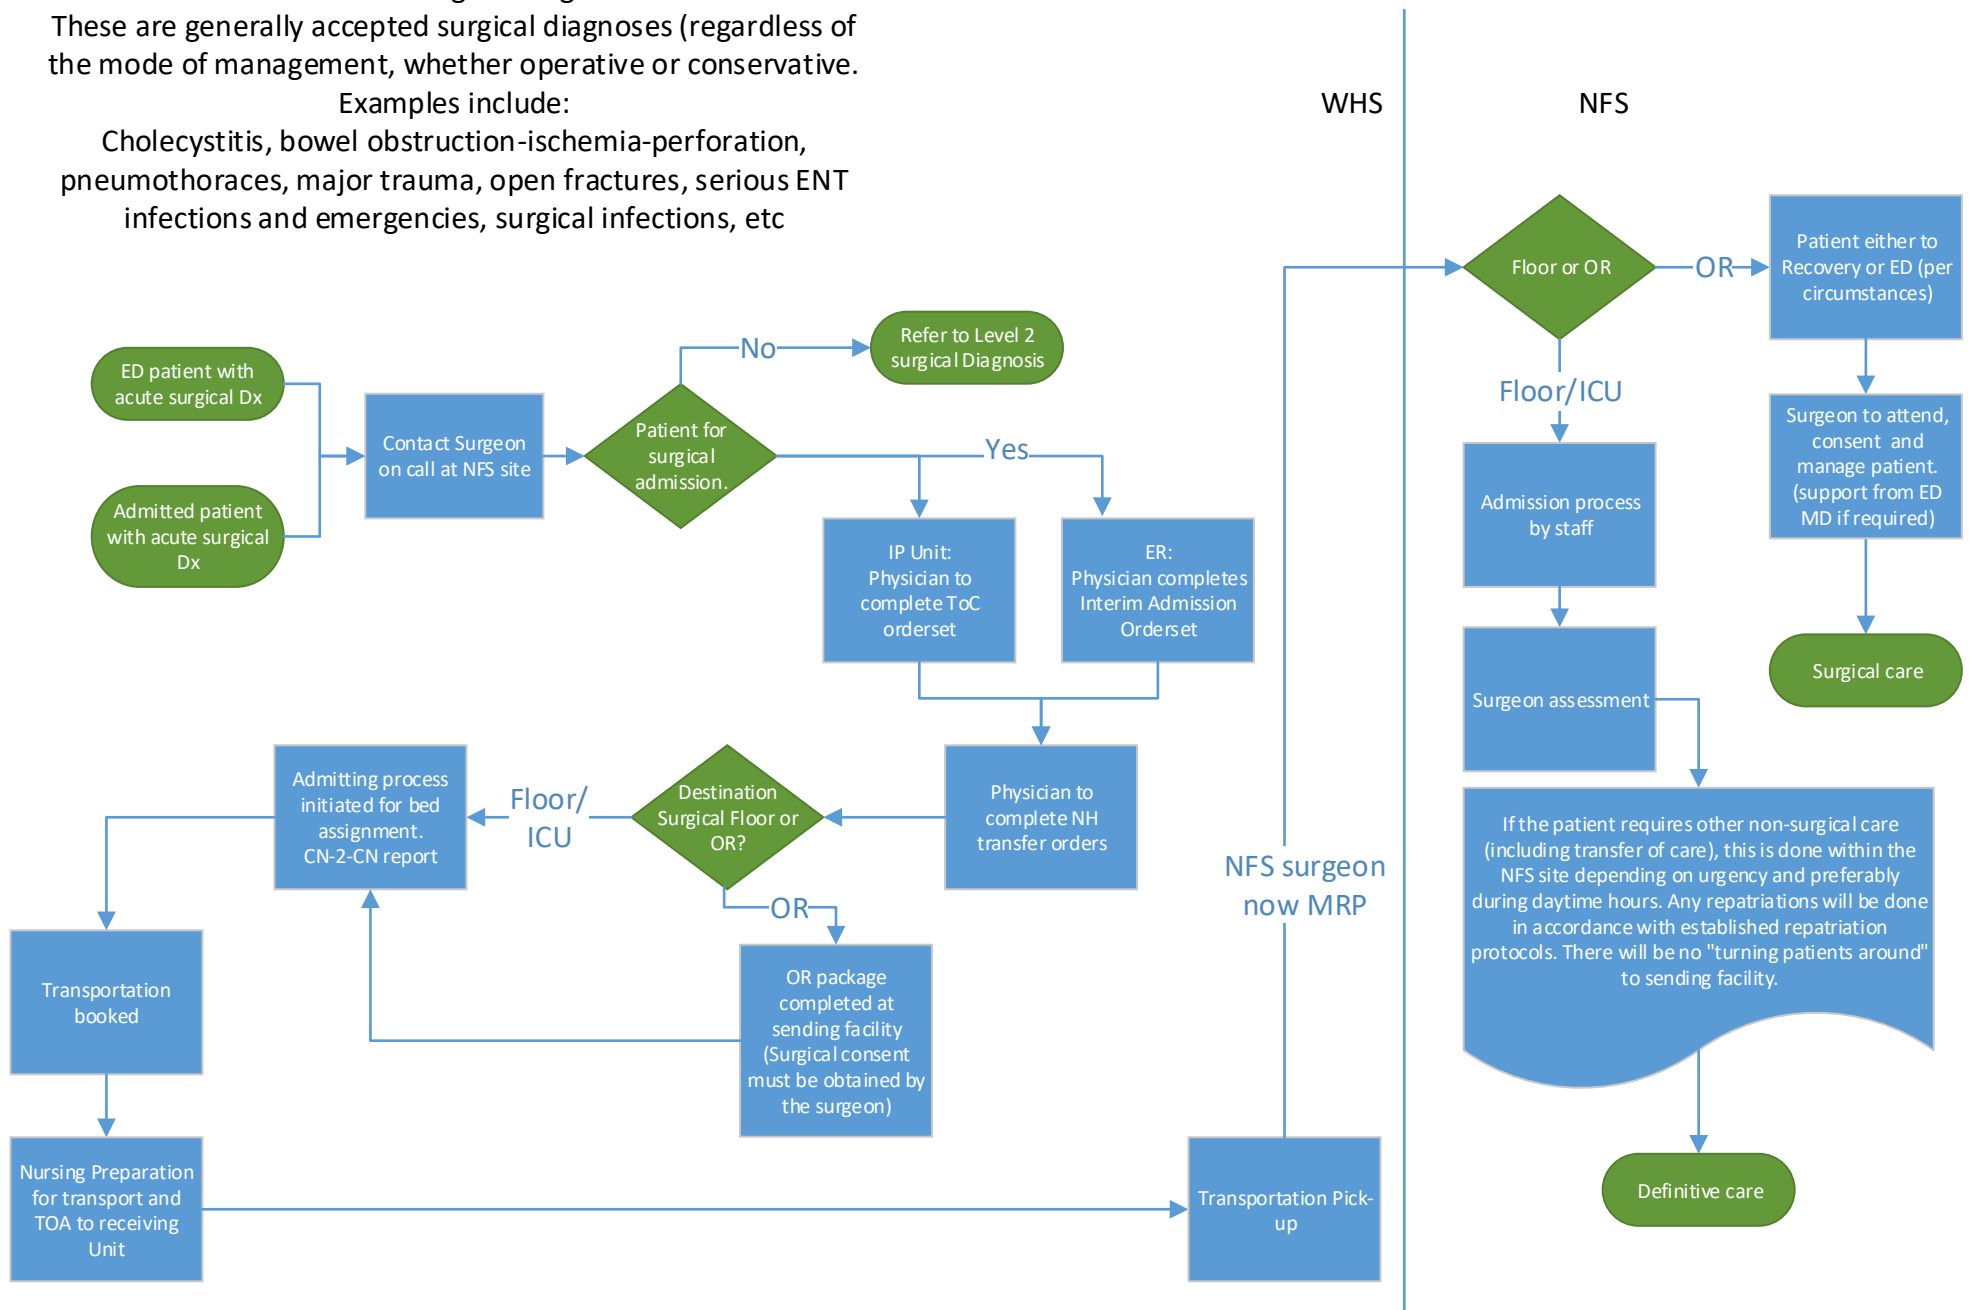 These are generally accepted surgical diagnoses (regardless of
the mode of management, whether operative or conservative.
Examples include:
Cholecystitis, bowel obstruction-ischemia-perforation,
pneumothoraces, major trauma, open fractures, serious ENT
infections and emergencies, surgical infections, etc
WHS
NFS
ED patient with
acute surgical Dx
Admitted patient
with acute surgical
Dx
Contact Surgeon
on call at NFS site
Patient for
surgical
admission.
No
Refer to Level 2
surgical Diagnosis
Yes
IP Unit:
Physician to
complete ToC
orderset
ER:
Physician completes
Interim Admission
Orderset
Physician to
complete NH
transfer orders
Destination
Surgical Floor or
OR?
Floor/
ICU
OR
OR package
completed at
sending facility
(Surgical consent
must be obtained by
the surgeon)
Admitting process
initiated for bed
assignment.
CN-2-CN report
Transportation
booked
Nursing Preparation
for transport and
TOA to receiving
Unit
Transportation Pick-
up
NFS surgeon
now MRP
Floor or OR
OR
Patient either to
Recovery or ED (per
circumstances)
Surgeon to attend,
consent and
manage patient.
(support from ED
MD if required)
Surgical care
Floor/ICU
Admission process
by staff
Surgeon assessment
If the patient requires other non-surgical care
(including transfer of care), this is done within the
NFS site depending on urgency and preferably
during daytime hours. Any repatriations will be done
in accordance with established repatriation
protocols. There will be no "turning patients around"
to sending facility.
Definitive care